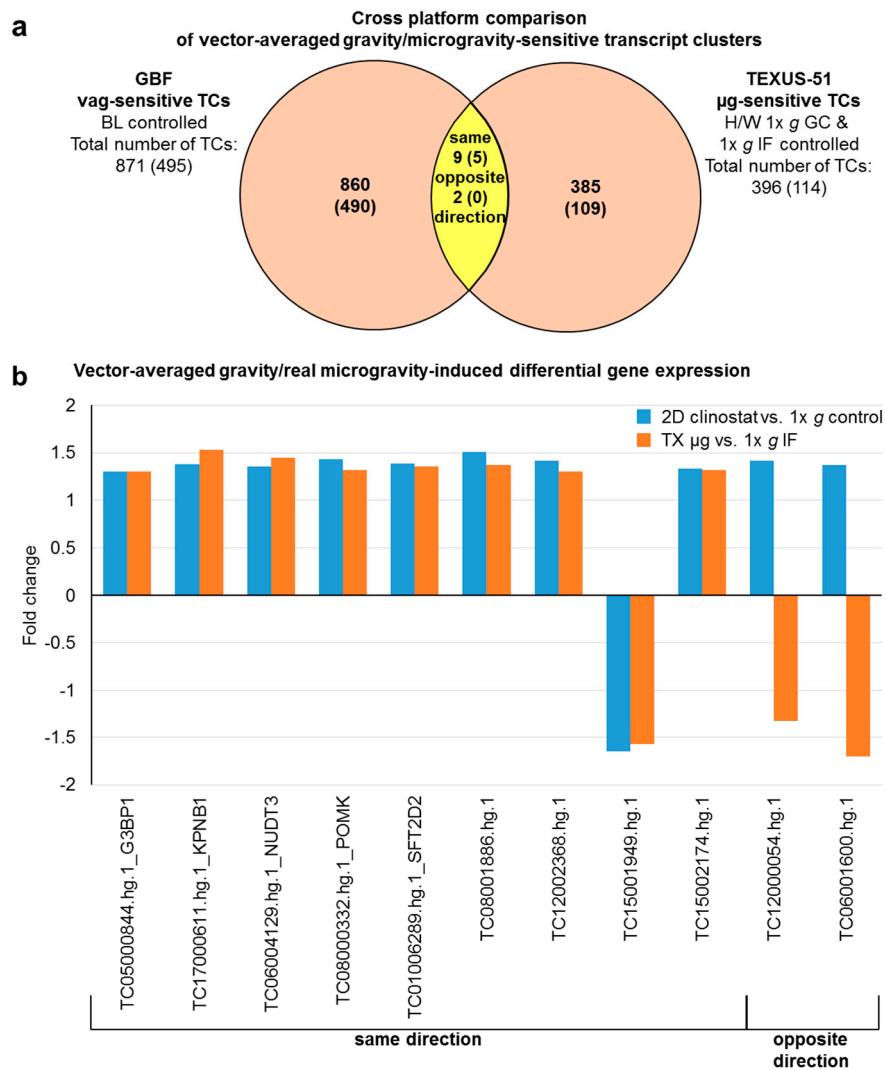 a
Cross platform comparison
of vector-averaged gravity/microgravity-sensitive transcript clusters
GBF
vag-sensitive TCs
BL controlled
Total number of TCs:
871 (495)
TEXUS-51
µg-sensitive TCs
H/W 1x g GC &
1x g IF controlled
Total number of TCs:
396 (114)
860
(490)
same
9 (5)
opposite
2 (0)
direction
385
(109)
b
Vector-averaged gravity/real microgravity-induced differential gene expression
2D clinostat vs. 1x g control
TX µg vs. 1x g IF
Fold change
2
1.5
1
0.5
0
-0.5
-1
-1.5
-2
TC05000844.hg.1_G3BP1
TC17000611.hg.1_KPNB1
TC06004129.hg.1_NUDT3
TC08000332.hg.1_POMK
TC01006289.hg.1_SFT2D2
TC08001886.hg.1
TC12002368.hg.1
TC15001949.hg.1
TC15002174.hg.1
TC12000054.hg.1
TC06001600.hg.1
same direction
opposite
direction